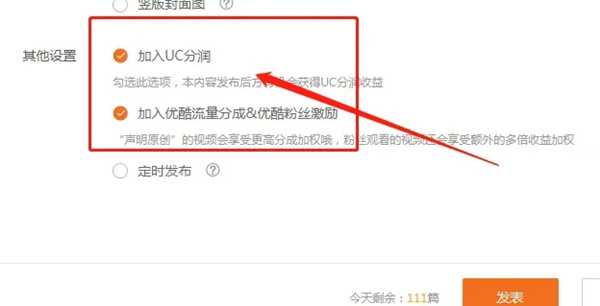 竖版封面图 ?
其他设置
加入UC分润
勾选此选项，本内容发布后方有机会获得UC分润收益
加入优酷流量分成&优酷粉丝激励
“声明原创”的视频会享受更高分成加权哦，粉丝观看的视频还会享受额外的多倍收益加权
定时发布 ?
今天剩余：111篇
发表